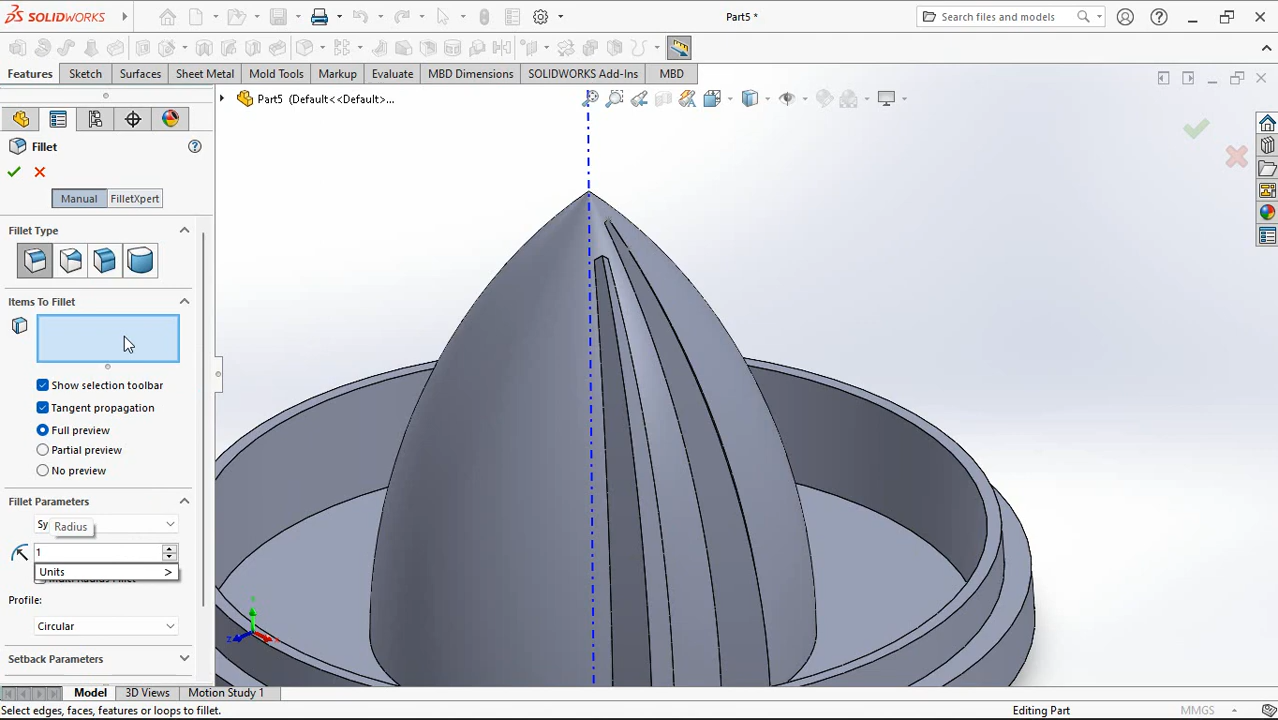 SOLIDWORKS
Part5 *
Search files and models
Features
Sketch
Surfaces
Sheet Metal
Mold Tools
Markup
Evaluate
MBD Dimensions
SOLIDWORKS Add-Ins
MBD
Part5 (Default<<Default>...
Fillet
Manual
FilletXpert
Fillet Type
Items To Fillet
Show selection toolbar
Tangent propagation
Full preview
Partial preview
No preview
Fillet Parameters
Sy
Radius
1
Units >
Profile:
Circular
Setback Parameters
Model
3D Views
Motion Study 1
Select edges, faces, features or loops to fillet.
Editing Part
MMGS